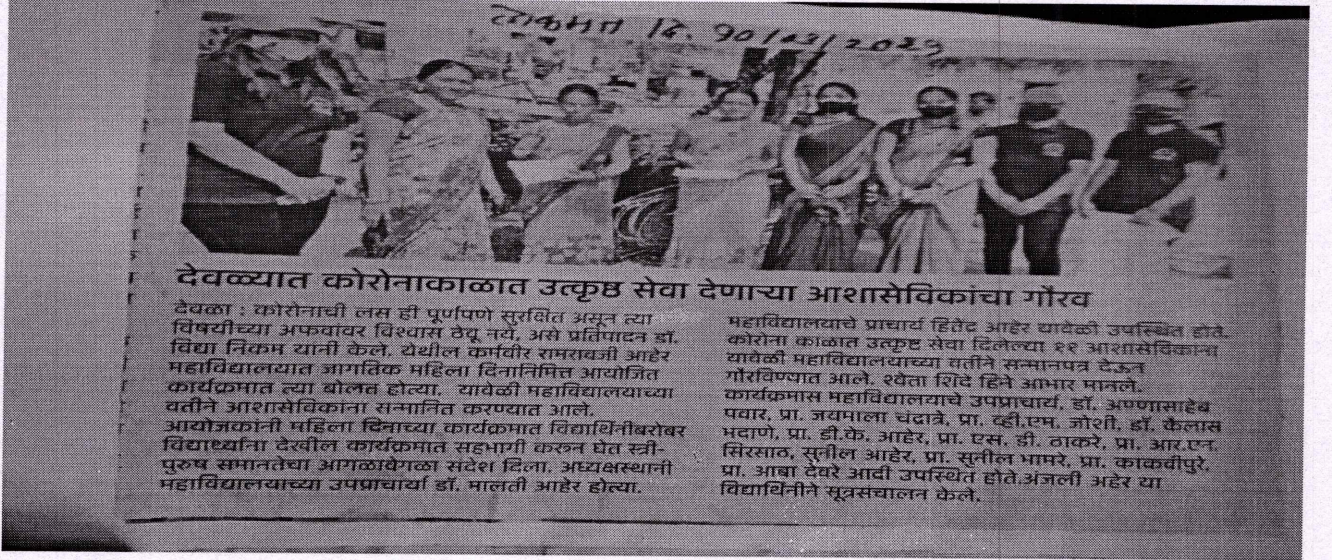 लोकमत दि. १०/०३/२०२१
देवळ्यात कोरोनाकाळात उत्कृष्ठ सेवा देणाऱ्या आशासेविकांचा गौरव
देवळा : कोरोनाची लस ही पूर्णपणे सुरक्षित असून त्या
विषयीच्या अफवांवर विश्वास ठेवू नये, असे प्रतिपादन डॉ.
विद्या निकम यांनी केले. येथील कर्मवीर रामरावजी आहेर
महाविद्यालयात जागतिक महिला दिनानिमित्त आयोजित
कार्यक्रमात त्या बोलत होत्या. यावेळी महाविद्यालयाच्या
वतीने आशासेविकांना सन्मानित करण्यात आले.
आयोजकांनी महिला दिनाच्या कार्यक्रमात विद्यार्थिनीबरोबर
विद्यार्थ्यांना देखील कार्यक्रमात सहभागी करुन घेत स्त्री-
पुरुष समानतेचा आगळावेगळा संदेश दिला. अध्यक्षस्थानी
महाविद्यालयाच्या उपप्राचार्या डॉ. मालती आहेर होत्या.
महाविद्यालयाचे प्राचार्य हितेंद्र आहेर यावेळी उपस्थित होते.
कोरोना काळात उत्कृष्ट सेवा दिलेल्या ११ आशासेविकांना
यावेळी महाविद्यालयाच्या वतीने सन्मानपत्र देऊन
गौरविण्यात आले. श्वेता शिंदे हिने आभार मानले.
कार्यक्रमास महाविद्यालयाचे उपप्राचार्य, डॉ. अण्णासाहेब
पवार, प्रा. जयमाला चंद्रात्रे, प्रा. व्ही.एम. जोशी, डॉ. कैलास
भदाणे, प्रा. डी.के. आहेर, प्रा. एस. डी. ठाकरे, प्रा. आर.एन.
सिरसाठ, सुनील आहेर, प्रा. सुनील भामरे, प्रा. काकवीपुरे,
प्रा. आबा देवरे आदी उपस्थित होते.अंजली अहेर या
विद्यार्थिनीने सूत्रसंचालन केले.